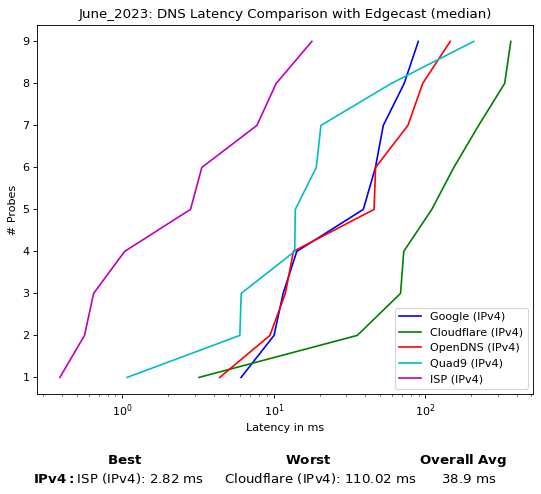 June_2023: DNS Latency Comparison with Edgecast (median)
# Probes
9
8
7
6
5
4
3
2
1
10^0 10^1 10^2
Latency in ms
Google (IPv4)
Cloudflare (IPv4)
OpenDNS (IPv4)
Quad9 (IPv4)
ISP (IPv4)
Best Worst Overall Avg
IPv4: ISP (IPv4): 2.82 ms Cloudflare (IPv4): 110.02 ms 38.9 ms